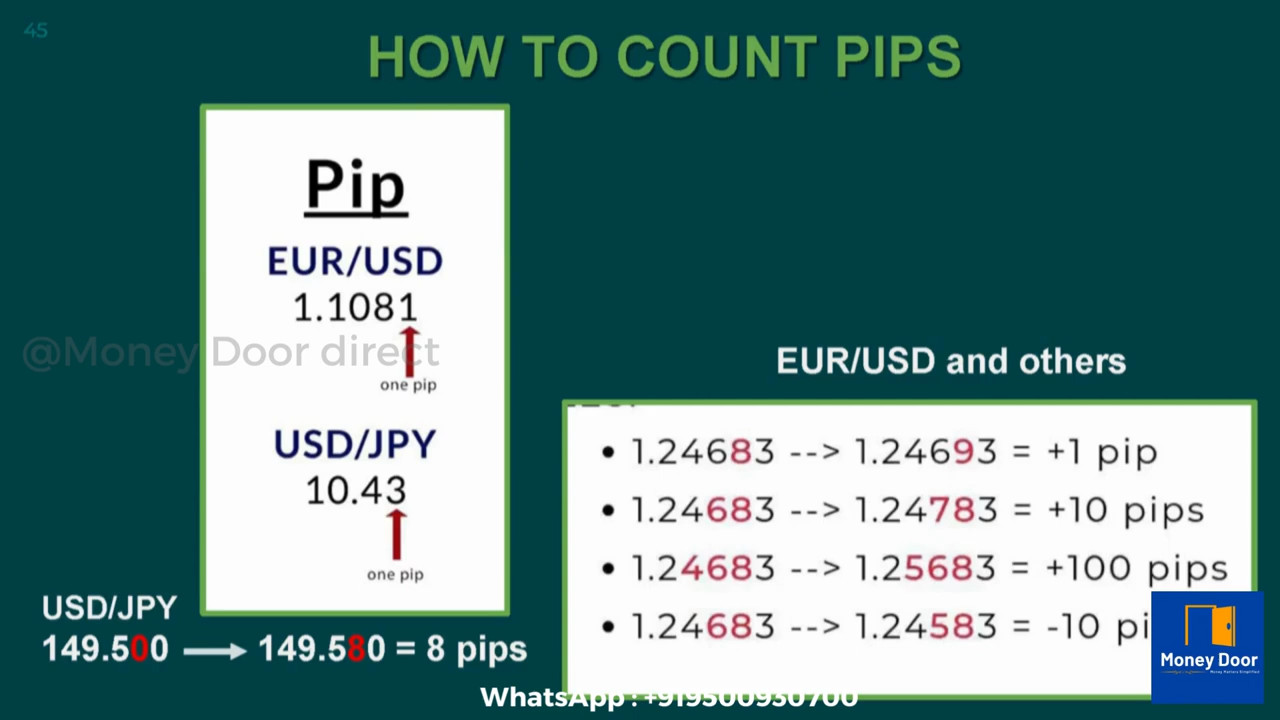 45
HOW TO COUNT PIPS
Pip
EUR/USD
1.1081
@Money Door direct
one pip
USD/JPY
10.43
one pip
USD/JPY
149.500 → 149.580 = 8 pips
EUR/USD and others
• 1.24683 --> 1.24693 = +1 pip
• 1.24683 --> 1.24783 = +10 pips
• 1.24683 --> 1.25683 = +100 pips
• 1.24683 --> 1.24583 = -10 pi
Money Door
WhatsApp : +919500930700